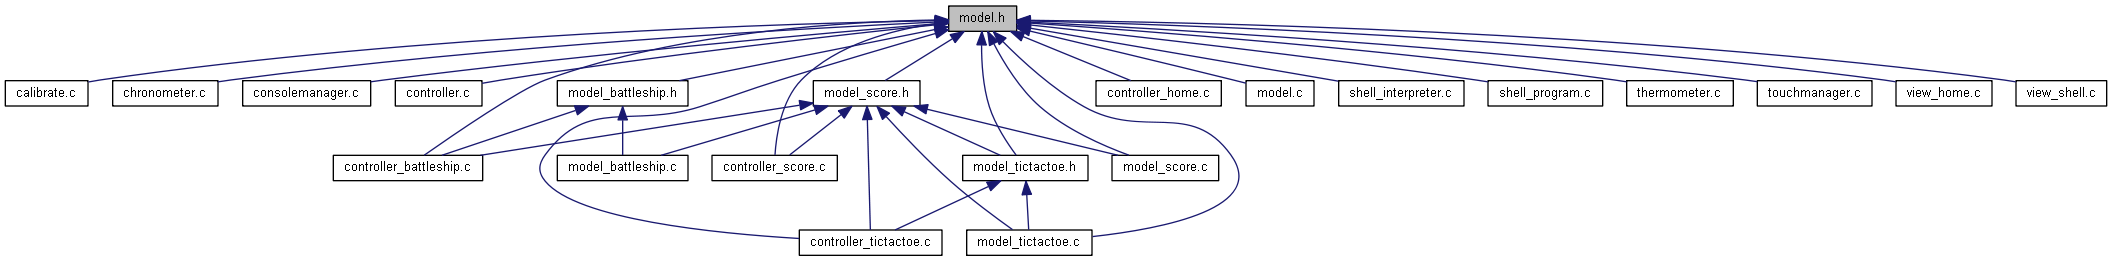 model.h
calibrate.c
chronometer.c
consolemanager.c
controller.c
model_battleship.h
model_score.h
controller_home.c
model.c
shell_interpreter.c
shell_program.c
thermometer.c
touchmanager.c
view_home.c
view_shell.c
controller_battleship.c
model_battleship.c
controller_score.c
model_tictactoe.h
model_score.c
controller_tictactoe.c
model_tictactoe.c